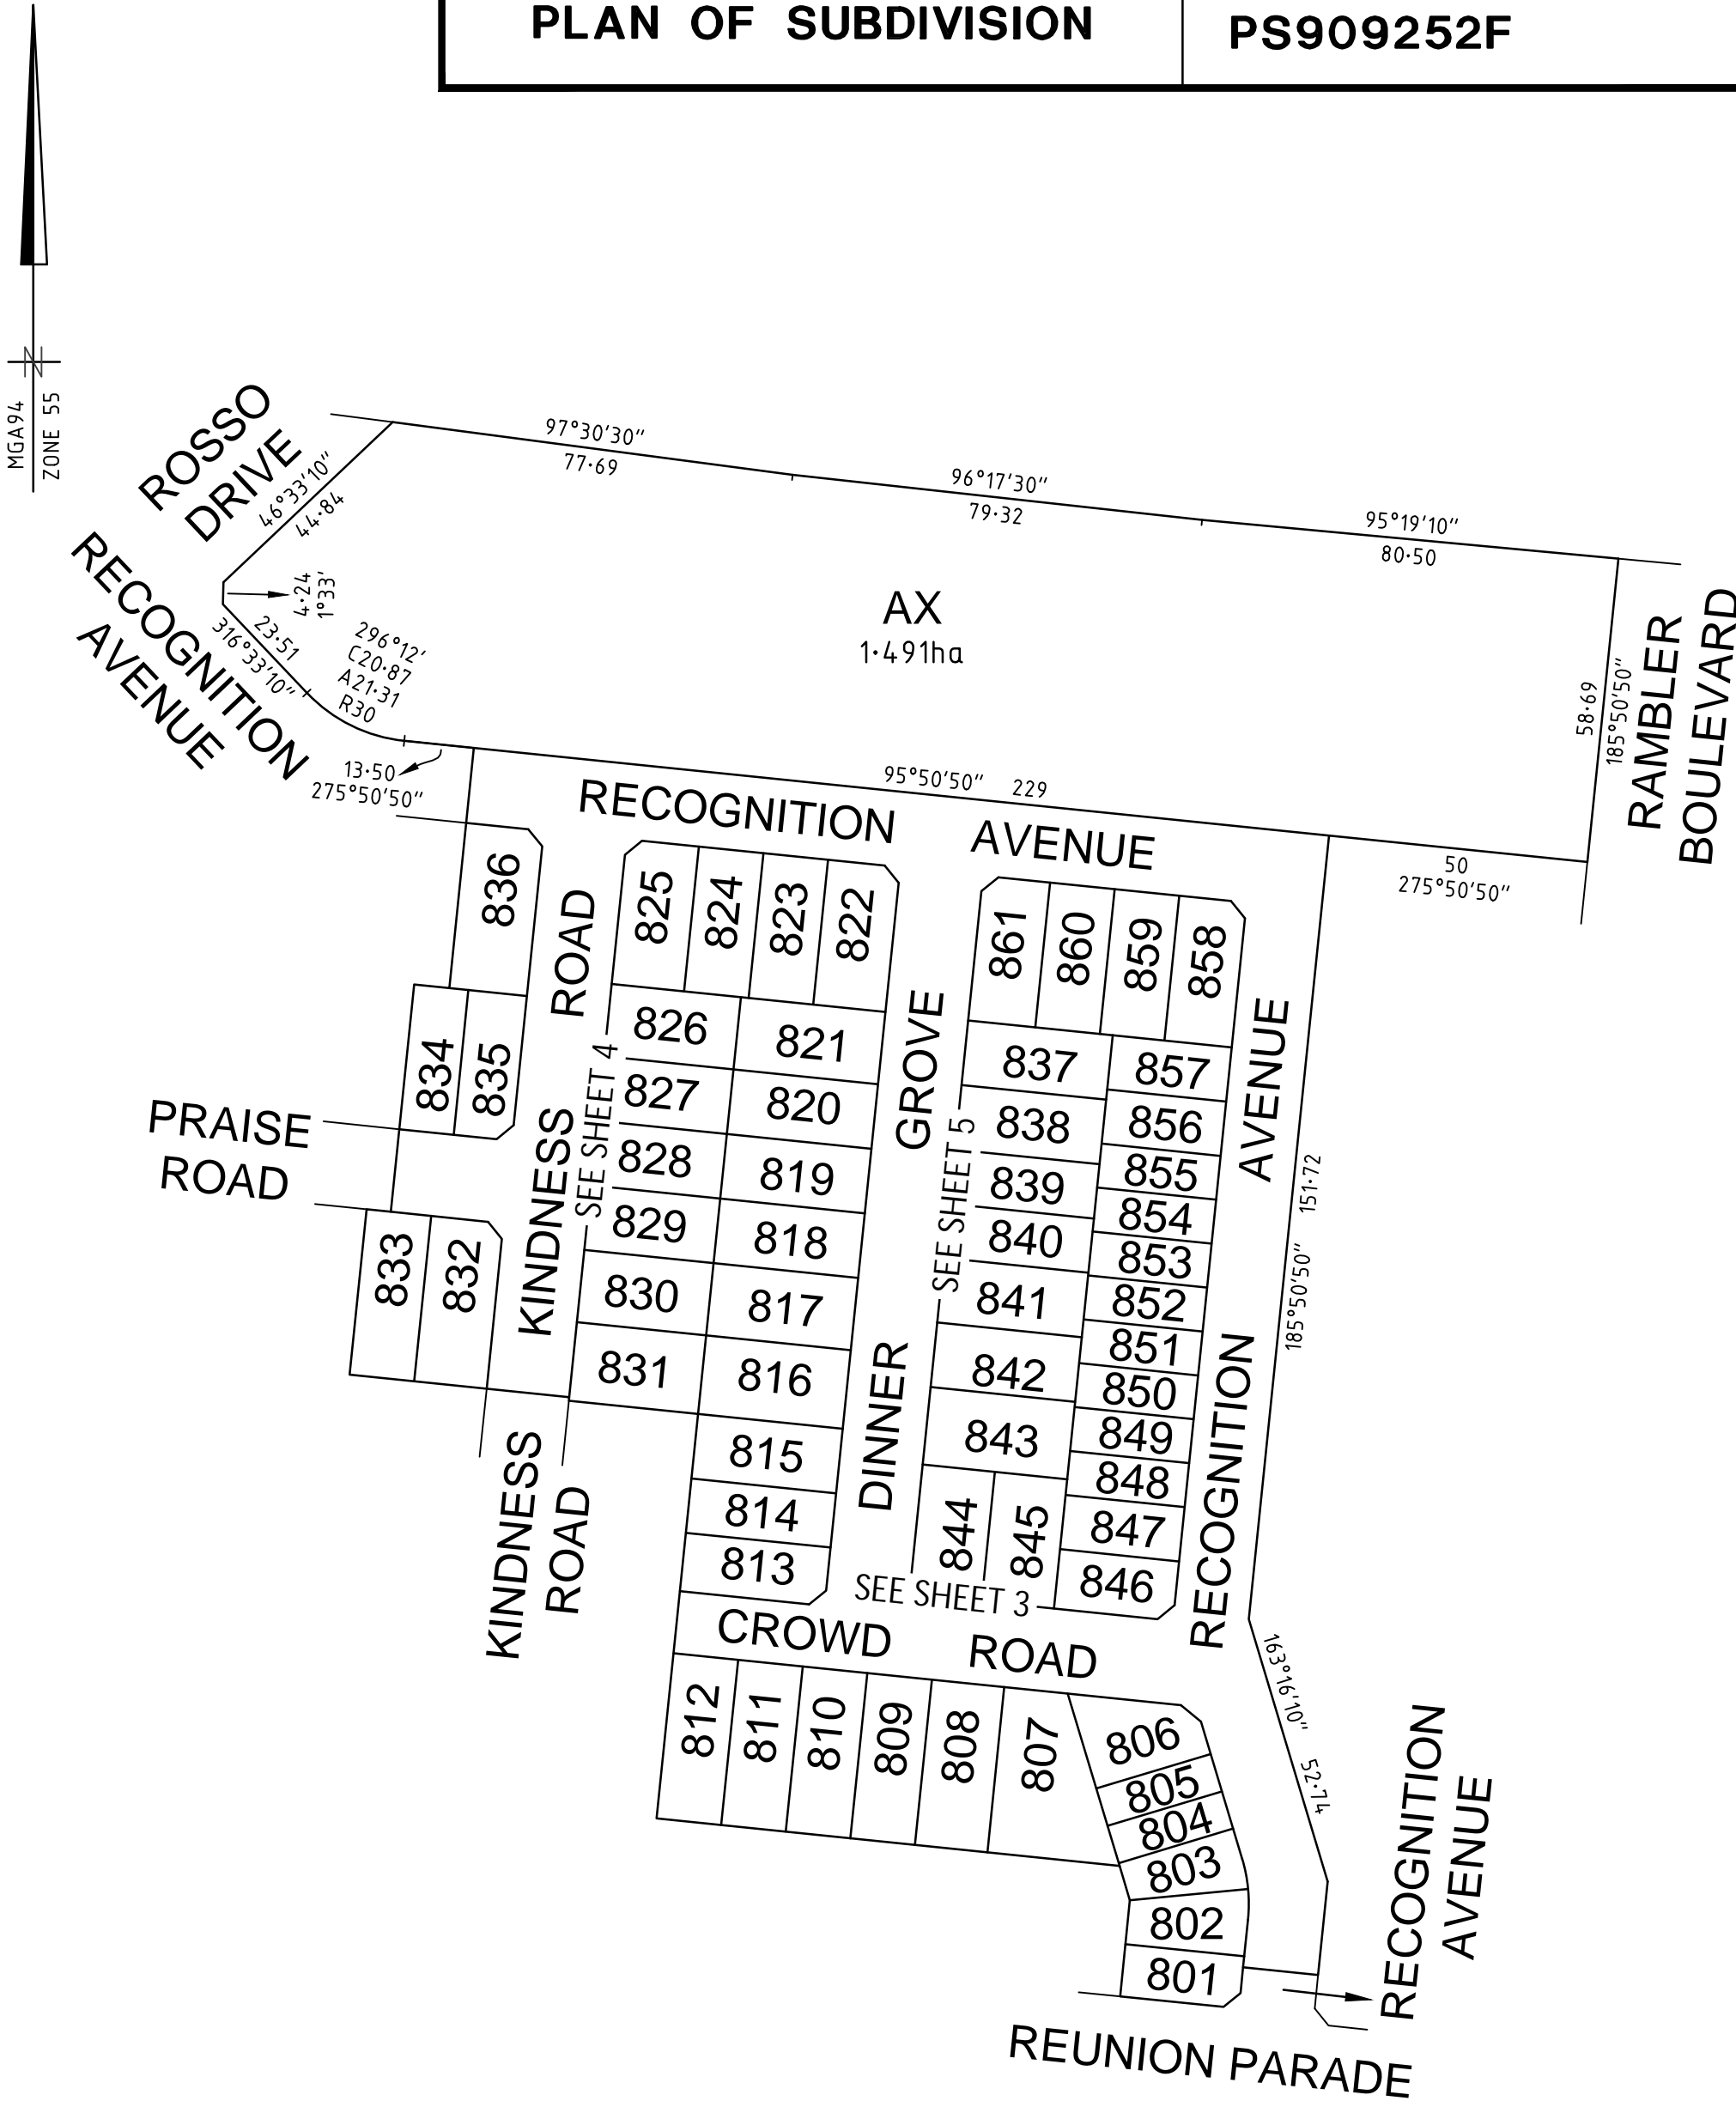 PLAN OF SUBDIVISION
PS909252F
MGA94
ZONE 55
ROSSO
DRIVE
46°33'10"
44·84
97°30'30"
77·69
96°17'30"
79·32
95°19'10"
80·50
RECOGNITION
AVENUE
4·24
1°33'
23·51
316°33'10"
296°12'
C20·87
A21·31
R30
AX
1·491ha
58·69
185°50'50"
RAMBLER
BOULEVARD
13·50
275°50'50"
95°50'50" 229
50
275°50'50"
RECOGNITION AVENUE
836
ROAD
825
824
823
822
861
860
859
858
834
835
826
821
827
820
828
819
829
818
830
817
831
816
815
814
813
SEE SHEET 4
KINDNESS
PRAISE
ROAD
833
832
KINDNESS
ROAD
GROVE
DINNER
SEE SHEET 5
837
857
838
856
839
855
840
854
853
841
852
851
842
850
843
849
848
844
845
847
846
AVENUE
RECOGNITION
185°50'50" 151·72
SEE SHEET 3
CROWD ROAD
812
811
810
809
808
807
806
805
804
803
802
801
163°16'10" 52·74
RECOGNITION
AVENUE
REUNION PARADE